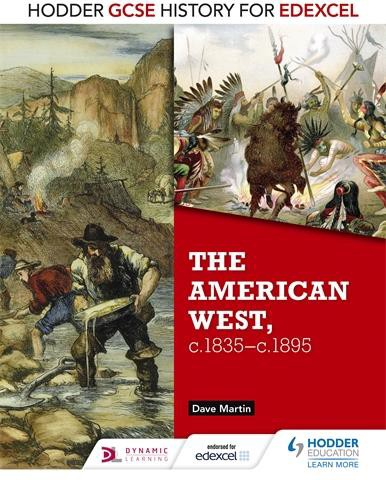 HODDER GCSE HISTORY FOR EDEXCEL
THE
AMERICAN
WEST,
c.1835–c.1895
Dave Martin
DL DYNAMIC
LEARNING
endorsed for
edexcel
HODDER
EDUCATION
LEARN MORE